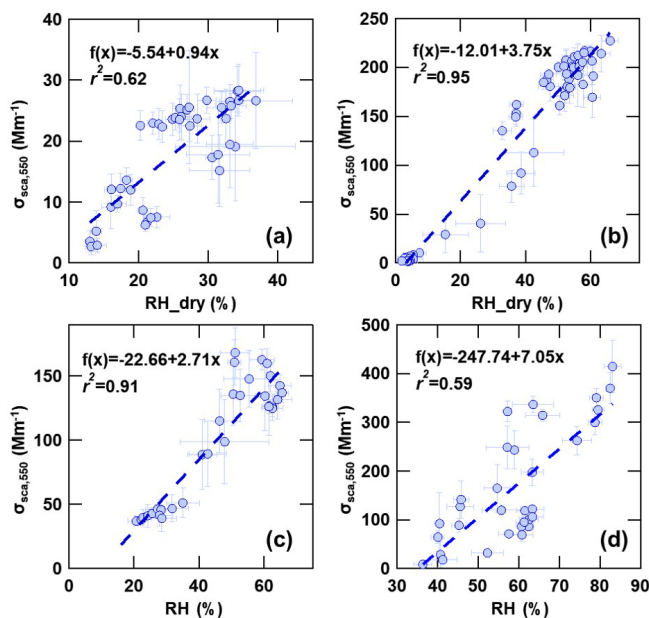 f(x)=-5.54+0.94x
r²=0.62
σsca,550 (Mm⁻¹)
40
30
20
10
0
(a)
10 20 30 40
RH_dry (%)
f(x)=-12.01+3.75x
r²=0.95
σsca,550 (Mm⁻¹)
250
200
150
100
50
0
(b)
0 20 40 60
RH_dry (%)
f(x)=-22.66+2.71x
r²=0.91
σsca,550 (Mm⁻¹)
150
100
50
0
(c)
0 20 40 60
RH (%)
f(x)=-247.74+7.05x
r²=0.59
σsca,550 (Mm⁻¹)
500
400
300
200
100
0
(d)
30 40 50 60 70 80 90
RH (%)